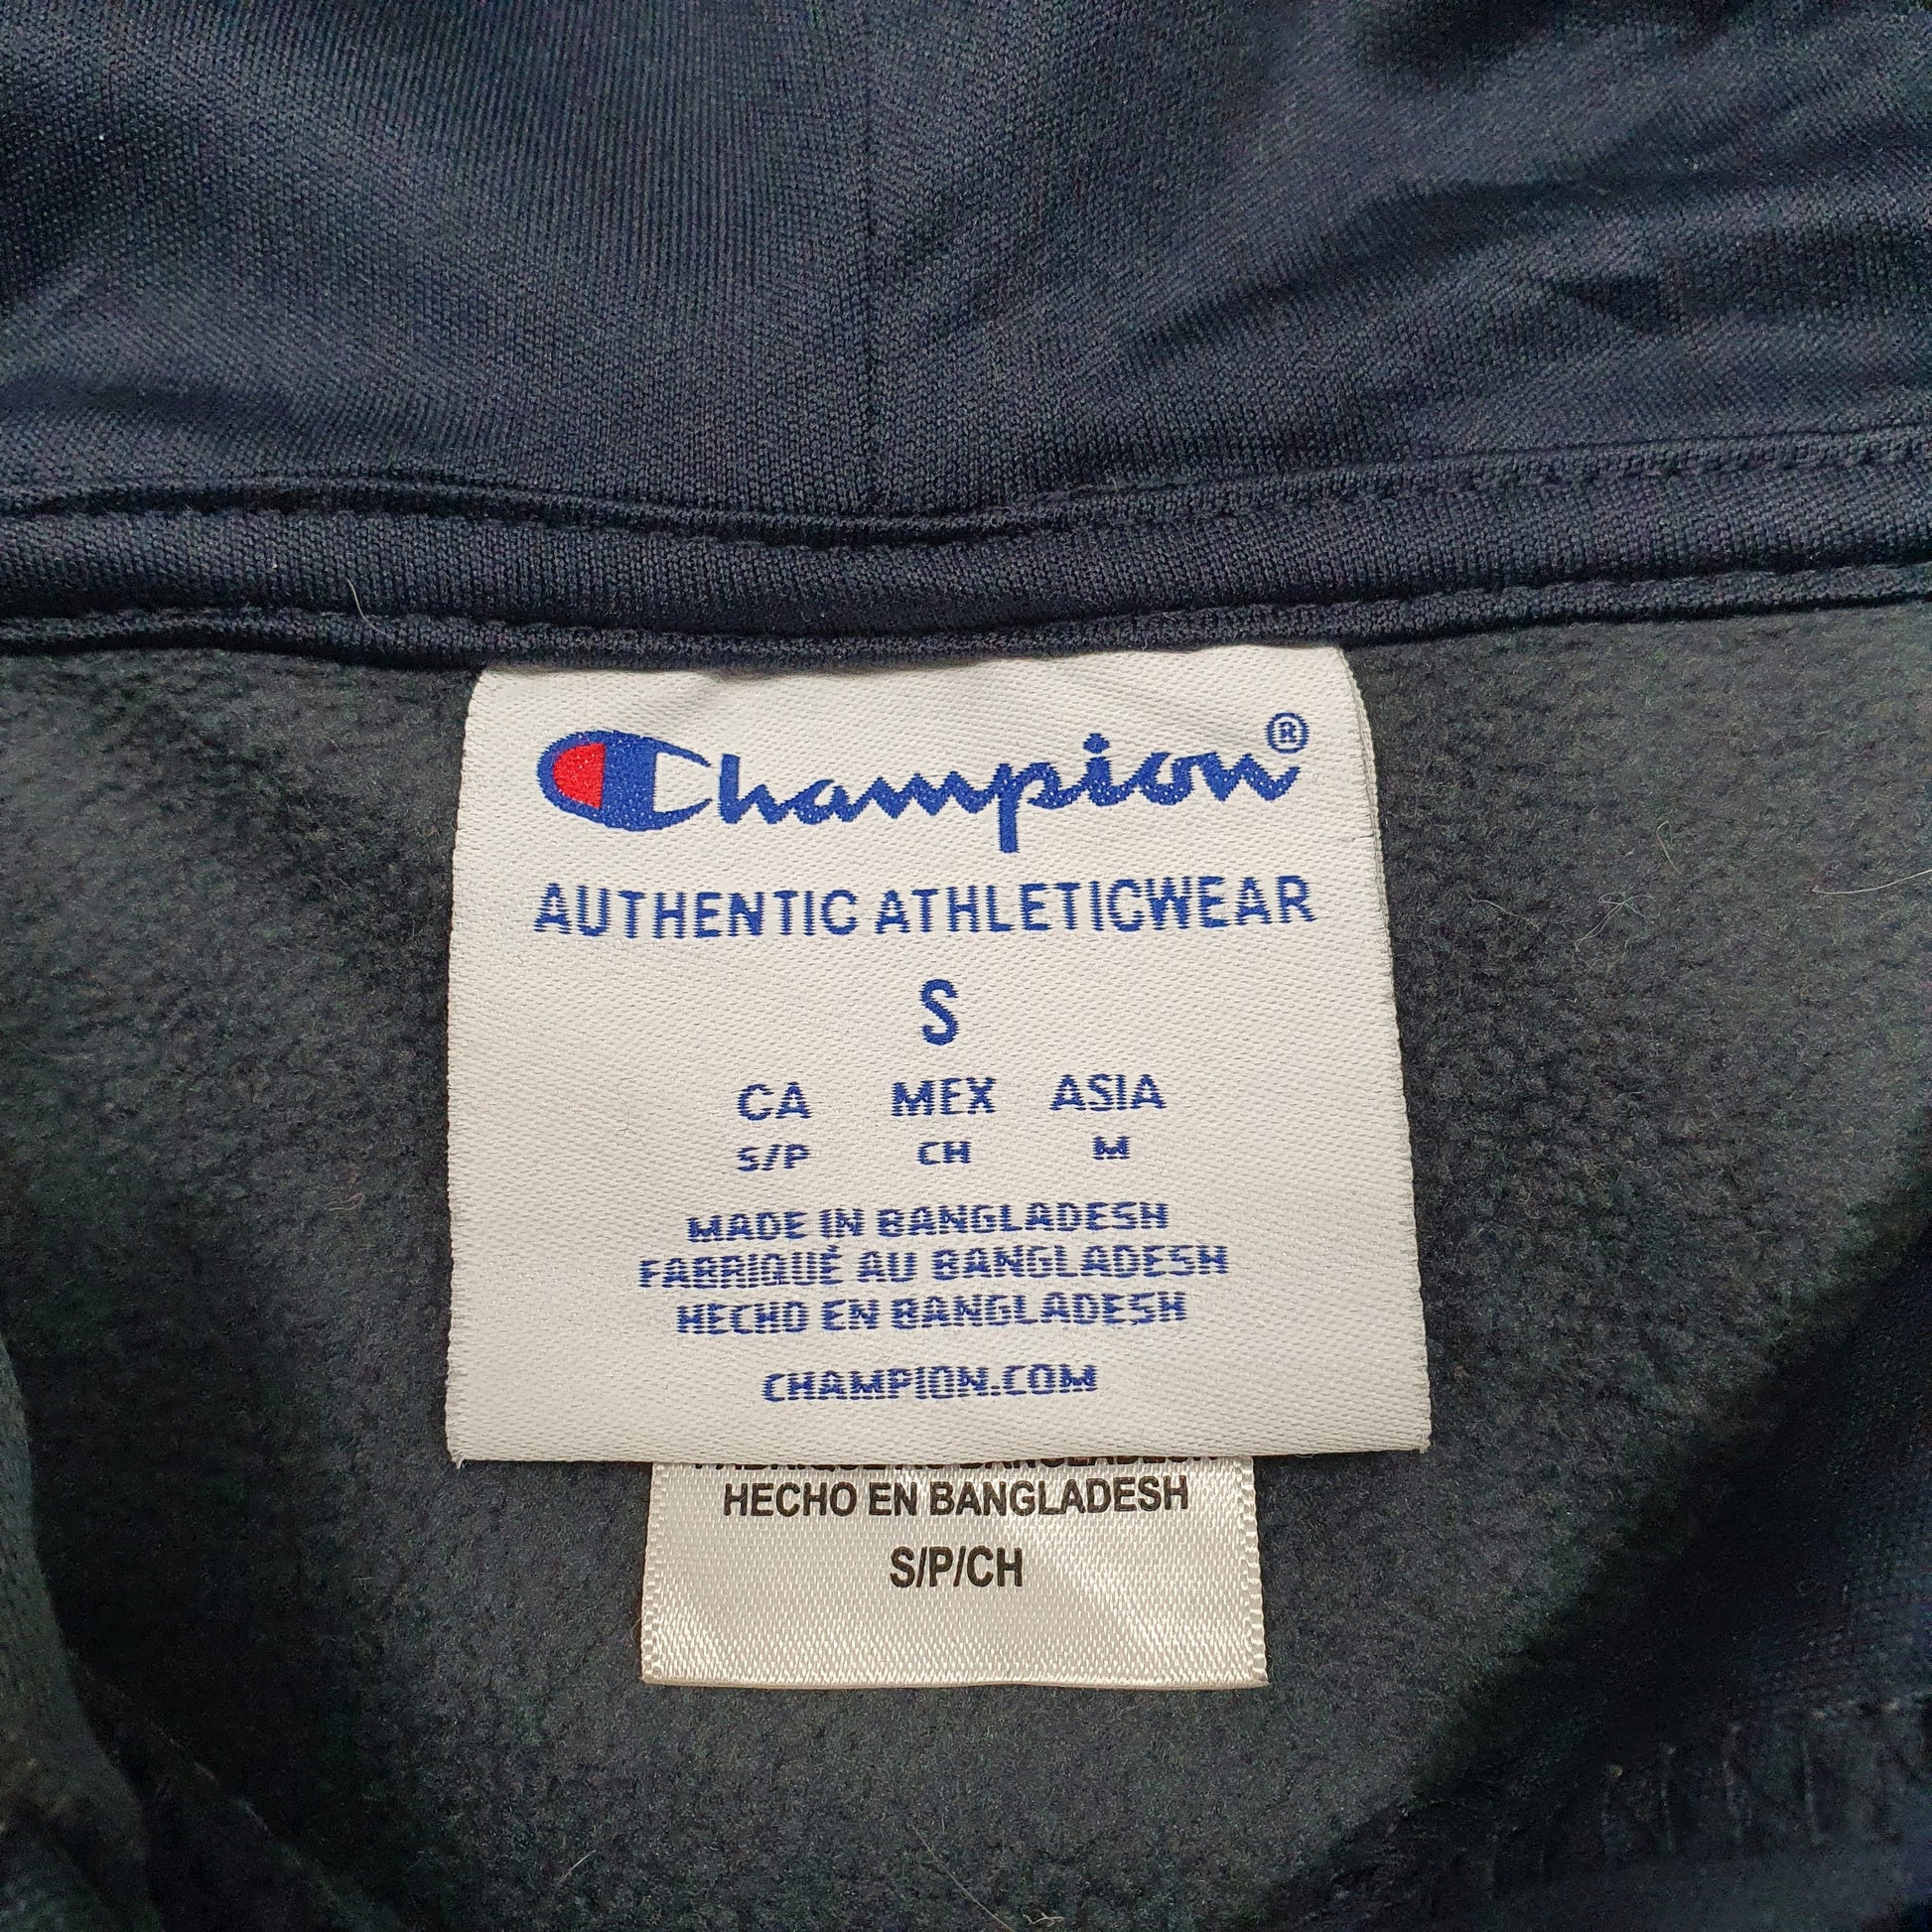 Champion®
AUTHENTIC ATHLETICWEAR
S
CA MEX ASIA
S/P CH M
MADE IN BANGLADESH
FABRIQUÉ AU BANGLADESH
HECHO EN BANGLADESH
CHAMPION.COM
HECHO EN BANGLADESH
S/P/CH